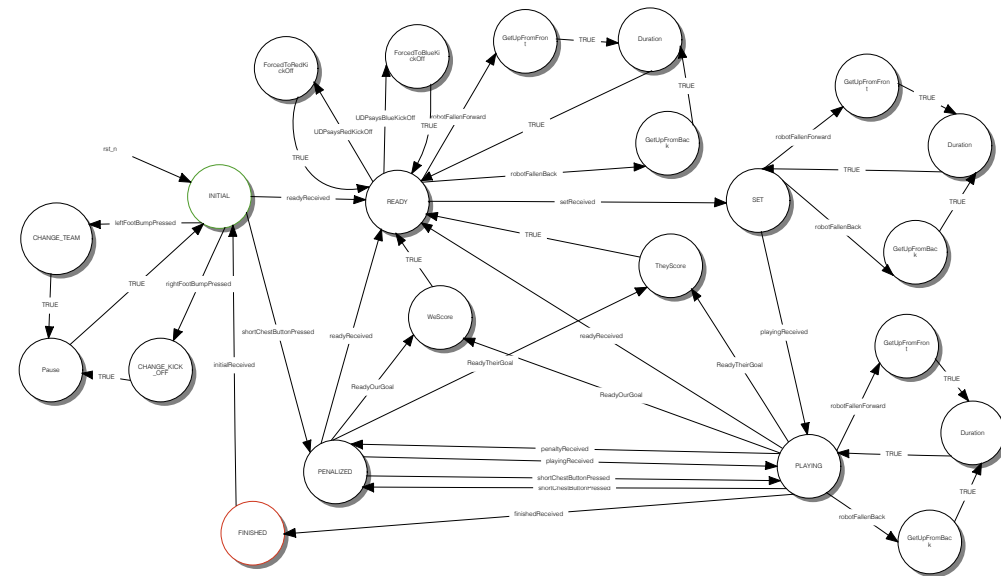 GetUpFromFron
t
TRUE
Duration
ForcedToBlueKi
ckOff
ForcedToRedKi
ckOff
GetUpFromFron
t
TRUE
TRUE
UDPsaysBlueKickOff
robotFallenForward
TRUE
UDPsaysRedKickOff
TRUE
robotFallenForward
GetUpFromBac
k
Duration
rst_n
TRUE
robotFallenBack
TRUE
INITIAL
readyReceived
READY
setReceived
SET
TRUE
leftFootBumpPressed
robotFallenBack
CHANGE_TEAM
TRUE
GetUpFromBac
k
TRUE
TheyScore
TRUE
rightFootBumpPressed
TRUE
WeScore
shortChestButtonPressed
readyReceived
readyReceived
playingReceived
GetUpFromFron
t
initialReceived
ReadyTheirGoal
ReadyTheirGoal
Pause
TRUE
CHANGE_KICK
_OFF
TRUE
ReadyOurGoal
ReadyOurGoal
robotFallenForward
Duration
penaltyReceived
playingReceived
TRUE
PENALIZED
PLAYING
shortChestButtonPressed
shortChestButtonPressed
TRUE
finishedReceived
robotFallenBack
FINISHED
GetUpFromBac
k